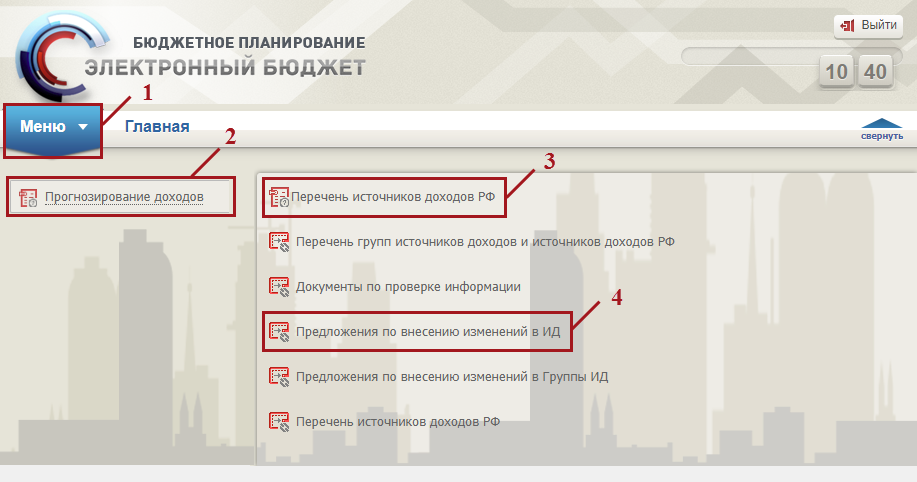 БЮДЖЕТНОЕ ПЛАНИРОВАНИЕ
ЭЛЕКТРОННЫЙ БЮДЖЕТ
Выйти
10 40
1
Меню
Главная
свернуть
2
3
Прогнозирование доходов
Перечень источников доходов РФ
Перечень групп источников доходов и источников доходов РФ
Документы по проверке информации
4
Предложения по внесению изменений в ИД
Предложения по внесению изменений в Группы ИД
Перечень источников доходов РФ